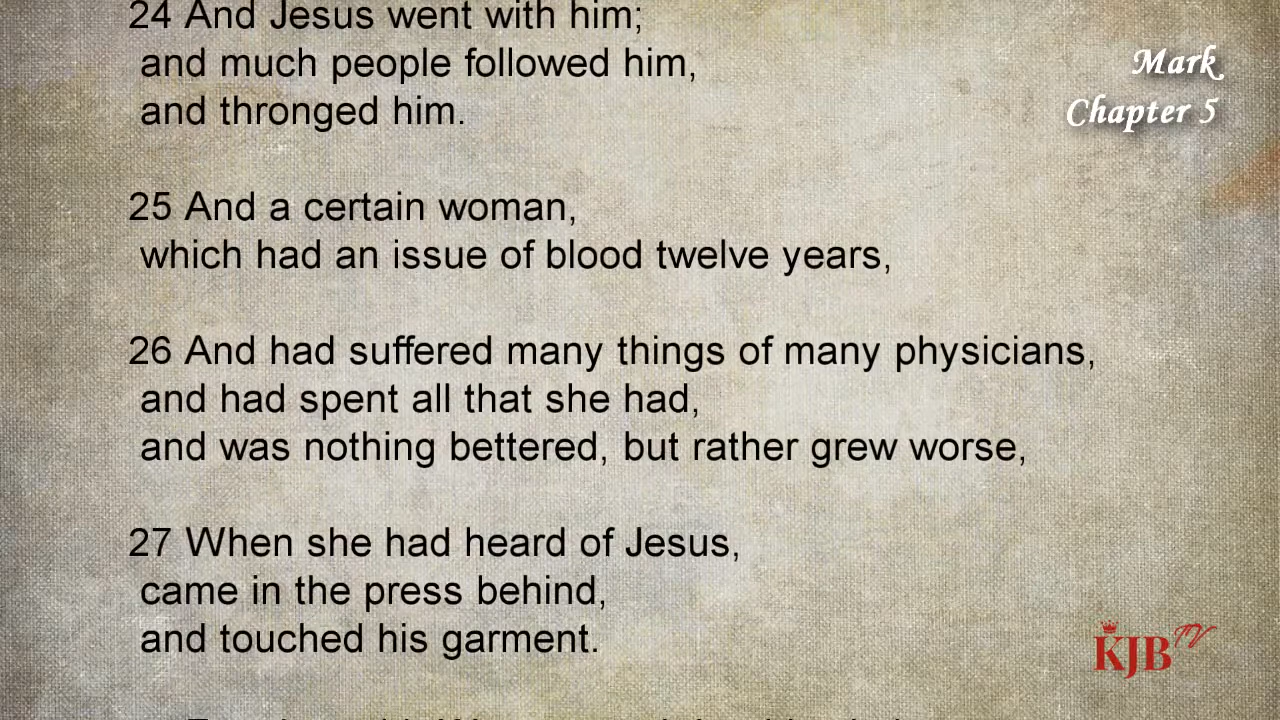 24 And Jesus went with him;
and much people followed him,
and thronged him.
Mark
Chapter 5
25 And a certain woman,
which had an issue of blood twelve years,
26 And had suffered many things of many physicians,
and had spent all that she had,
and was nothing bettered, but rather grew worse,
27 When she had heard of Jesus,
came in the press behind,
and touched his garment.
KJB TV